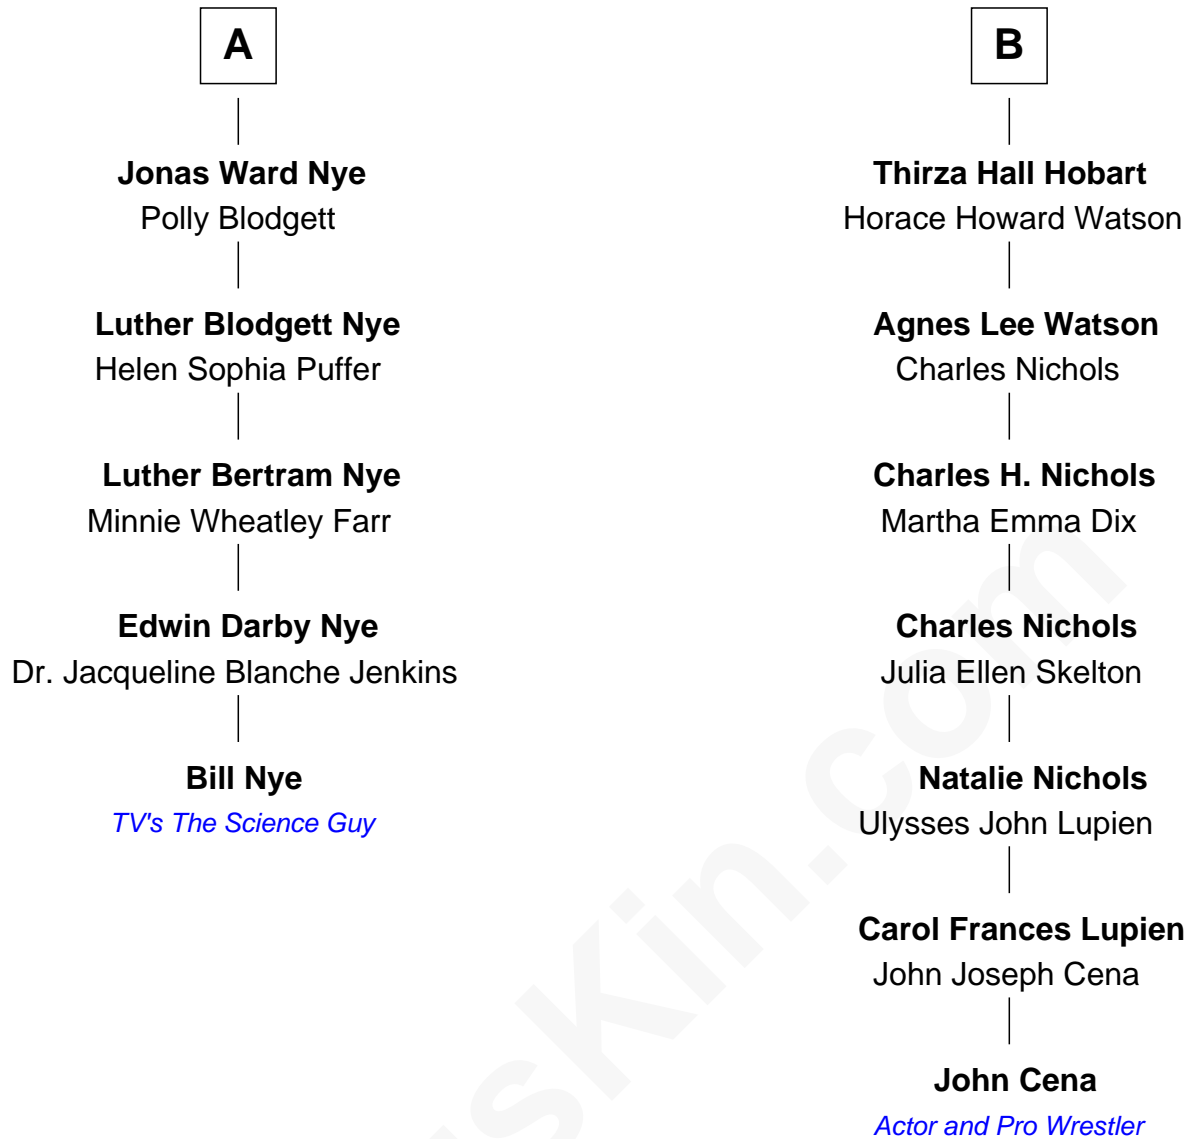 A
Jonas Ward Nye
Polly Blodgett
Luther Blodgett Nye
Helen Sophia Puffer
Luther Bertram Nye
Minnie Wheatley Farr
Edwin Darby Nye
Dr. Jacqueline Blanche Jenkins
Bill Nye
TV's The Science Guy
B
Thirza Hall Hobart
Horace Howard Watson
Agnes Lee Watson
Charles Nichols
Charles H. Nichols
Martha Emma Dix
Charles Nichols
Julia Ellen Skelton
Natalie Nichols
Ulysses John Lupien
Carol Frances Lupien
John Joseph Cena
John Cena
Actor and Pro Wrestler